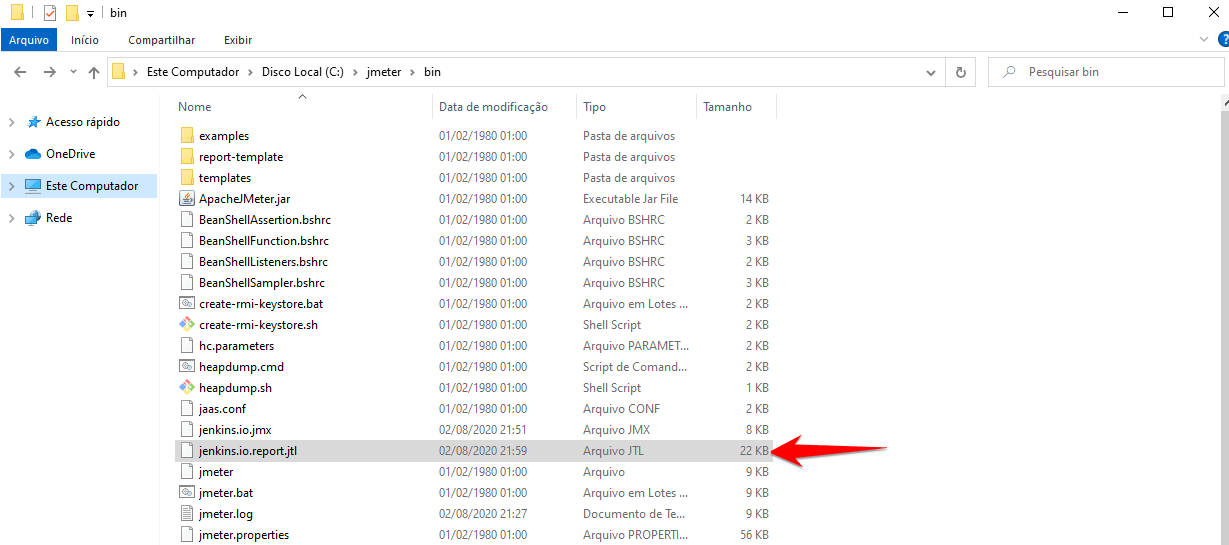 bin
Arquivo Início Compartilhar Exibir
Este Computador Disco Local (C:) jmeter bin Pesquisar bin
Nome Data de modificação Tipo Tamanho
Acesso rápido
OneDrive
Este Computador
Rede
examples 01/02/1980 01:00 Pasta de arquivos
report-template 01/02/1980 01:00 Pasta de arquivos
templates 01/02/1980 01:00 Pasta de arquivos
ApacheJMeter.jar 01/02/1980 01:00 Executable Jar File 14 KB
BeanShellAssertion.bshrc 01/02/1980 01:00 Arquivo BSHRC 2 KB
BeanShellFunction.bshrc 01/02/1980 01:00 Arquivo BSHRC 3 KB
BeanShellListeners.bshrc 01/02/1980 01:00 Arquivo BSHRC 2 KB
BeanShellSampler.bshrc 01/02/1980 01:00 Arquivo BSHRC 3 KB
create-rmi-keystore.bat 01/02/1980 01:00 Arquivo em Lotes ... 2 KB
create-rmi-keystore.sh 01/02/1980 01:00 Shell Script 2 KB
hc.parameters 01/02/1980 01:00 Arquivo PARAMET... 2 KB
heapdump.cmd 01/02/1980 01:00 Script de Comand... 2 KB
heapdump.sh 01/02/1980 01:00 Shell Script 1 KB
jaas.conf 01/02/1980 01:00 Arquivo CONF 2 KB
jenkins.io.jmx 02/08/2020 21:51 Arquivo JMX 8 KB
jenkins.io.report.jtl 02/08/2020 21:59 Arquivo JTL 22 KB
jmeter 01/02/1980 01:00 Arquivo 9 KB
jmeter.bat 01/02/1980 01:00 Arquivo em Lotes ... 9 KB
jmeter.log 02/08/2020 21:27 Documento de Te... 9 KB
jmeter.properties 01/02/1980 01:00 Arquivo PROPERTI... 56 KB